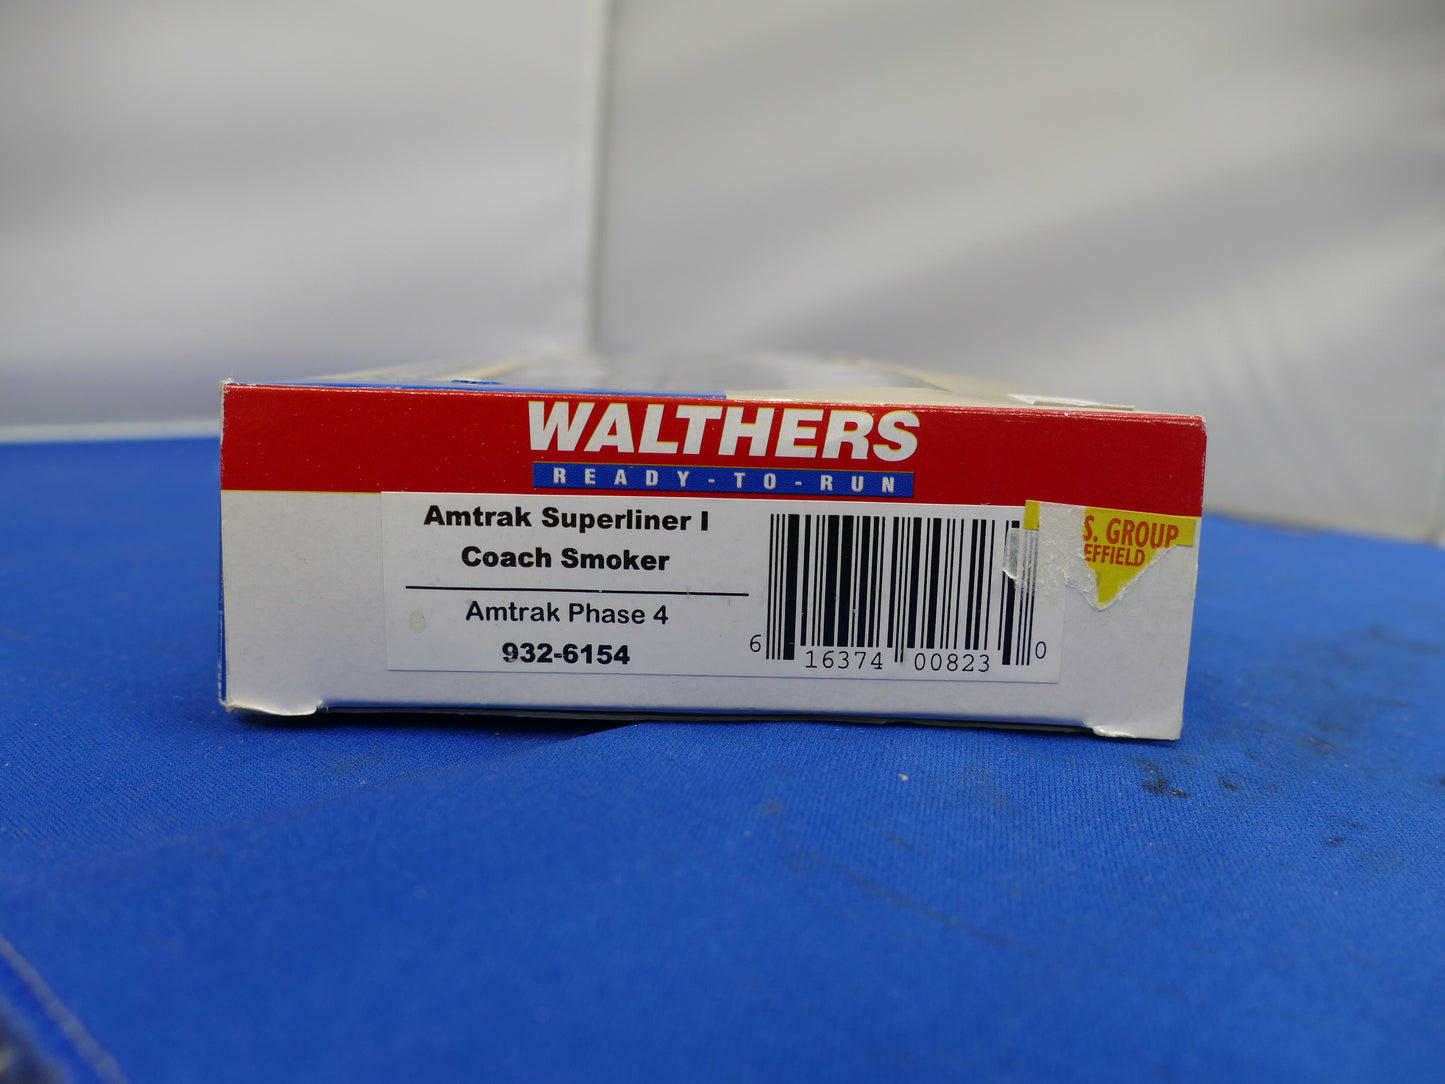 WALTHERS
READY-TO-RUN
Amtrak Superliner I
Coach Smoker
Amtrak Phase 4
932-6154
6 16374 00823 0
S. GROUP
EFFIELD